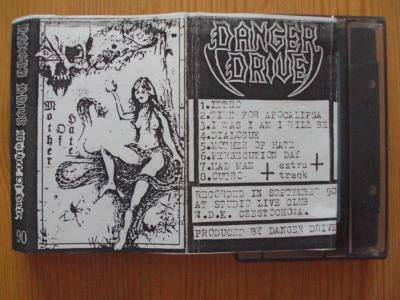 90
Mother
Of
Hate
DANGER
DRIVE
1.INTRO
2.TIME FOR APOCALIPSA
3.I WAS I AM I WILL BE
4.DIALOGUE
5.MOTHER OF HATE
6.PERSECUTION DAY
7.MAD MAN + extra +
8.OUTRO- track
RECORDED IN SEPTEMBER 90
AT STUDIO LIVE CLUB
W.D.K. CZESTOCHOWA.
PRODUCED BY DANGER DRIVE